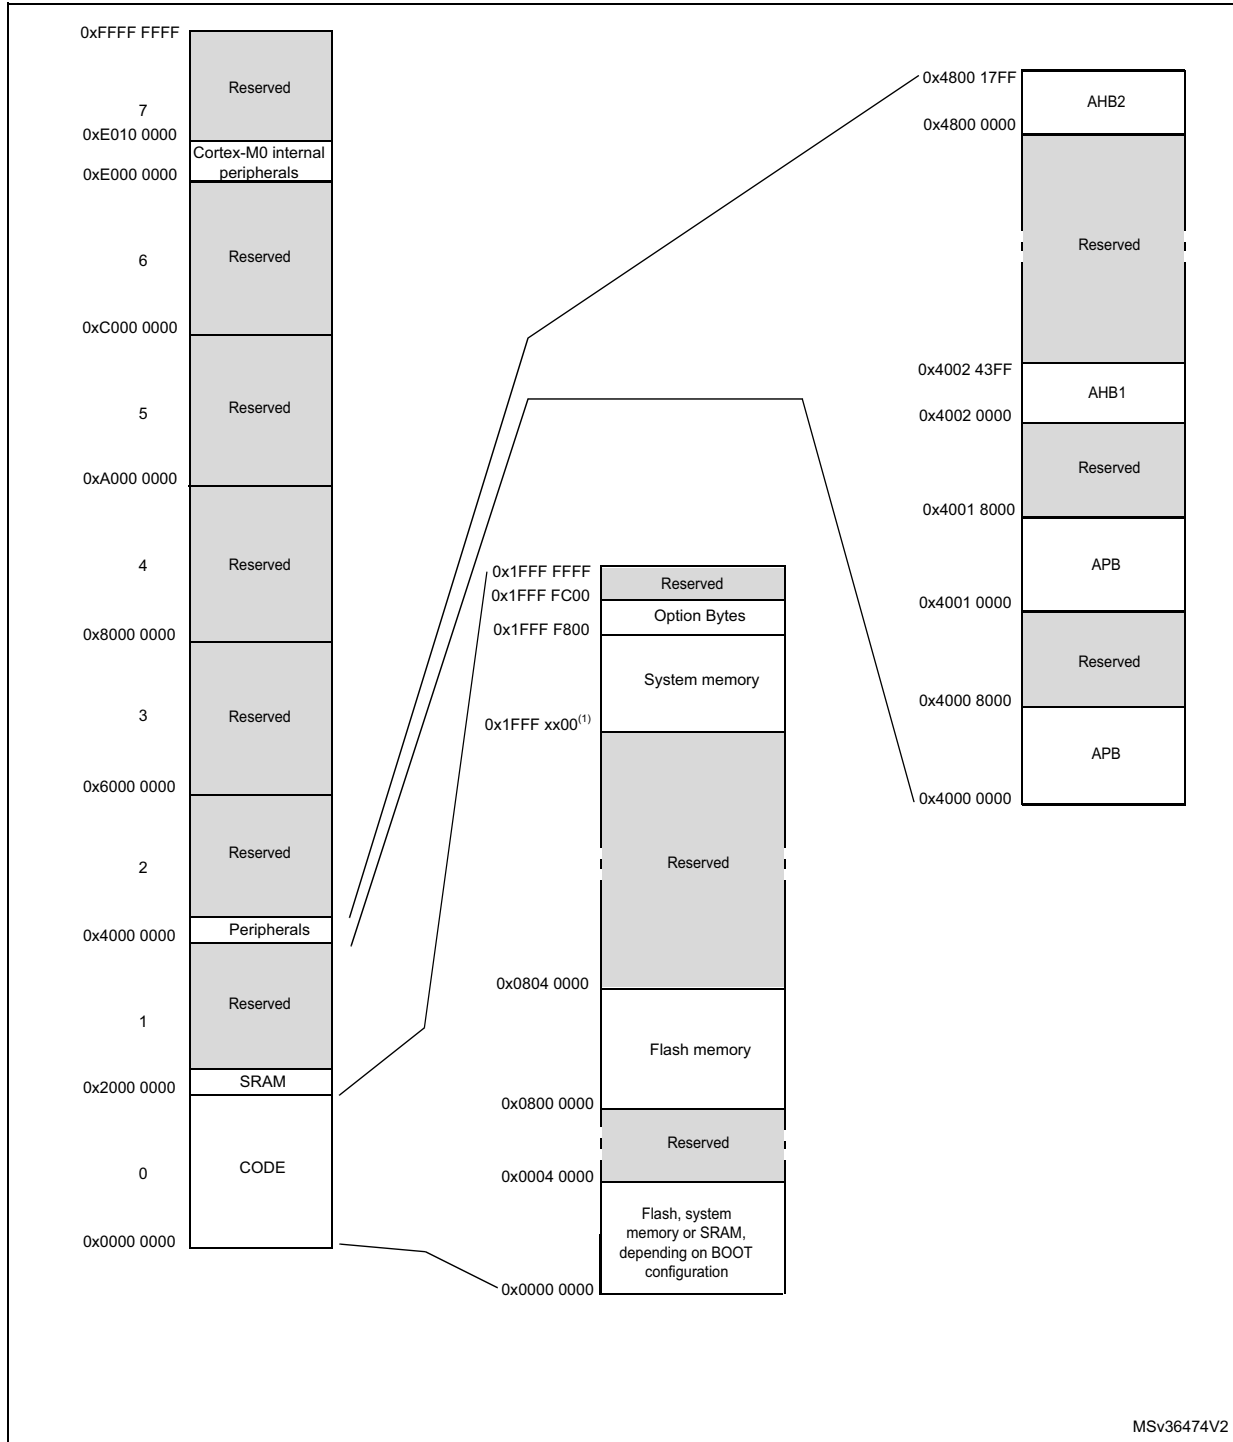 0xFFFF FFFF
Reserved
7
0xE010 0000
Cortex-M0 internal
peripherals
0xE000 0000
6
Reserved
0xC000 0000
5
Reserved
0xA000 0000
4
Reserved
0x8000 0000
3
Reserved
0x6000 0000
2
Reserved
Peripherals
0x4000 0000
Reserved
1
SRAM
0x2000 0000
CODE
0
0x0000 0000
0x1FFF FFFF
Reserved
0x1FFF FC00
Option Bytes
0x1FFF F800
System memory
0x1FFF xx00(1)
Reserved
0x0804 0000
Flash memory
0x0800 0000
Reserved
0x0004 0000
Flash, system
memory or SRAM,
depending on BOOT
configuration
0x0000 0000
0x4800 17FF
AHB2
0x4800 0000
Reserved
0x4002 43FF
AHB1
0x4002 0000
Reserved
0x4001 8000
APB
0x4001 0000
Reserved
0x4000 8000
APB
0x4000 0000
MSv36474V2